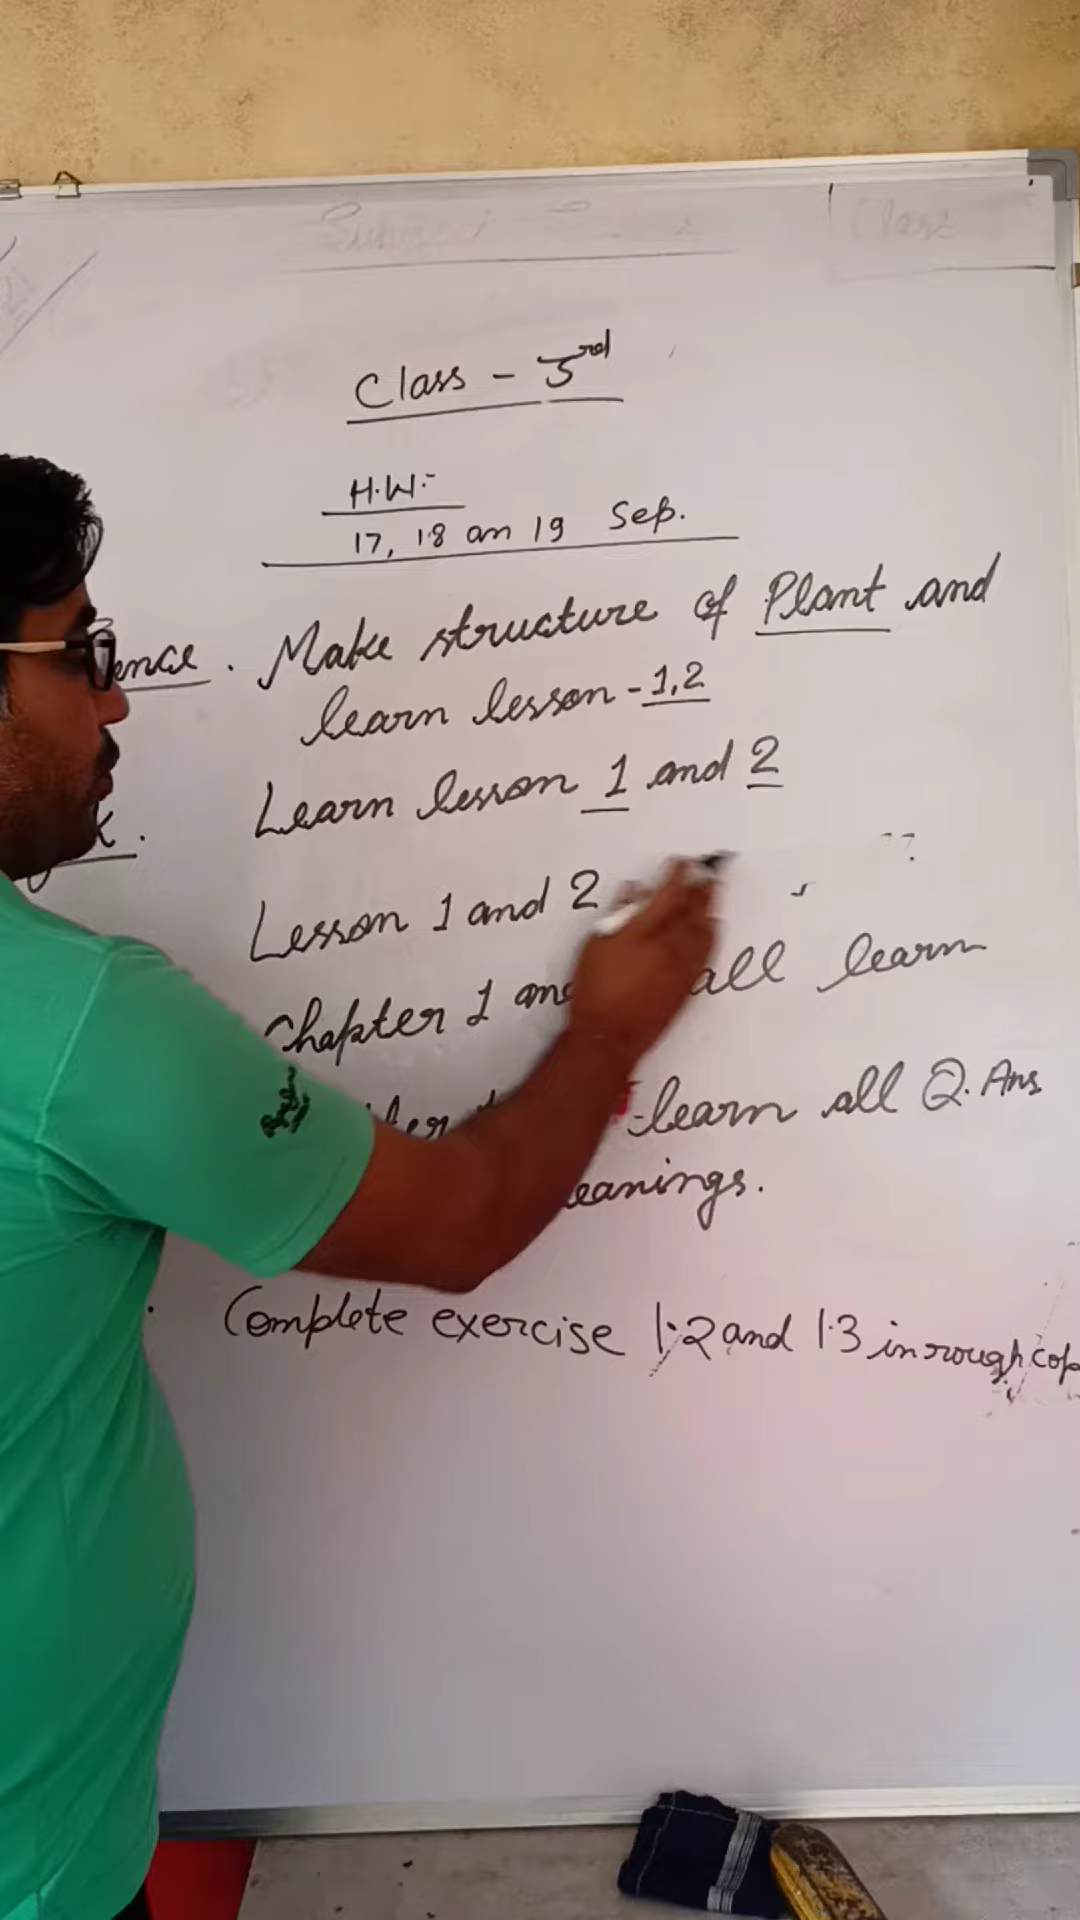 Class - 3rd
H.W:-
17, 18 an 19 Sep.
ence. Make structure of Plant and
learn lesson - 1,2
Learn lesson 1 and 2
Lesson 1 and 2
Chapter 1 an all learn
learn all Q. Ans
eanings.
Complete exercise 1.2 and 1.3 in rough cop